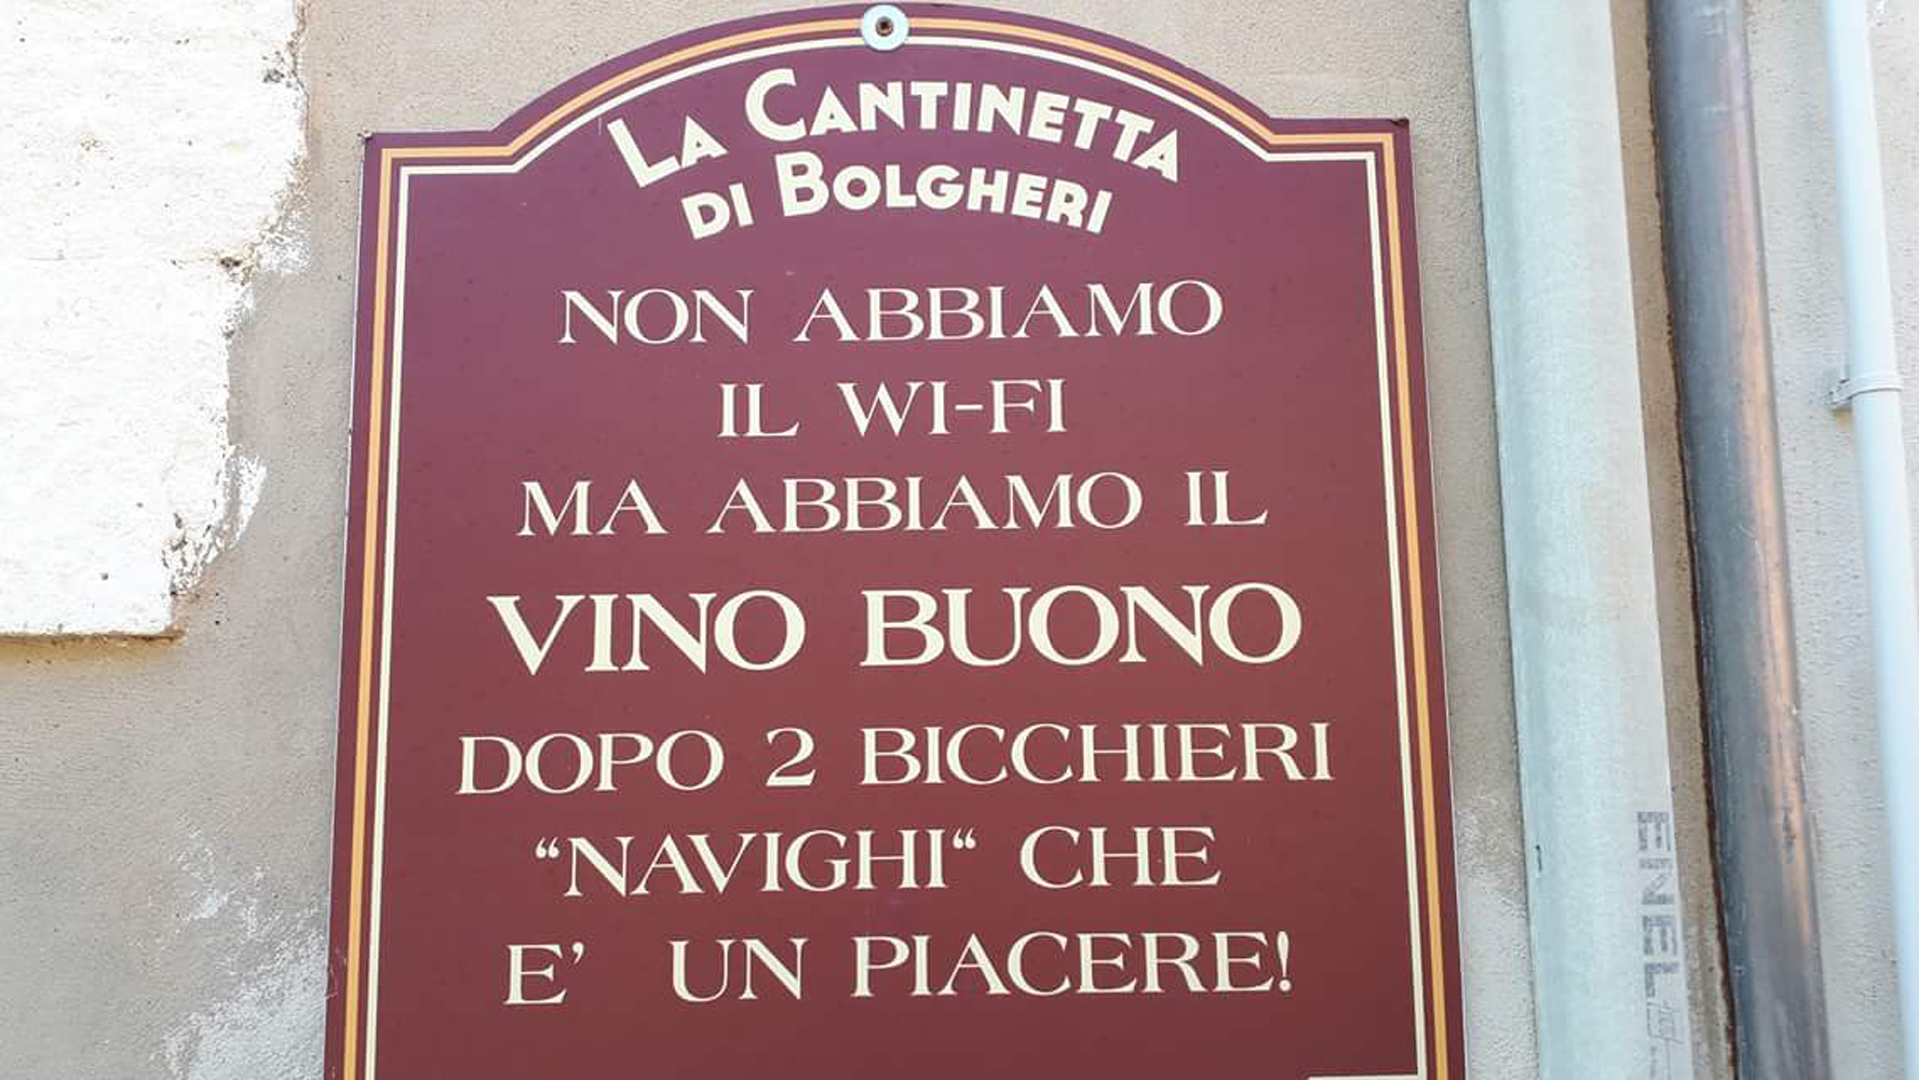 LA CANTINETTA
DI BOLGHERI
NON ABBIAMO
IL WI-FI
MA ABBIAMO IL
VINO BUONO
DOPO 2 BICCHIERI
“NAVIGHI“ CHE
E’ UN PIACERE!
ENEL